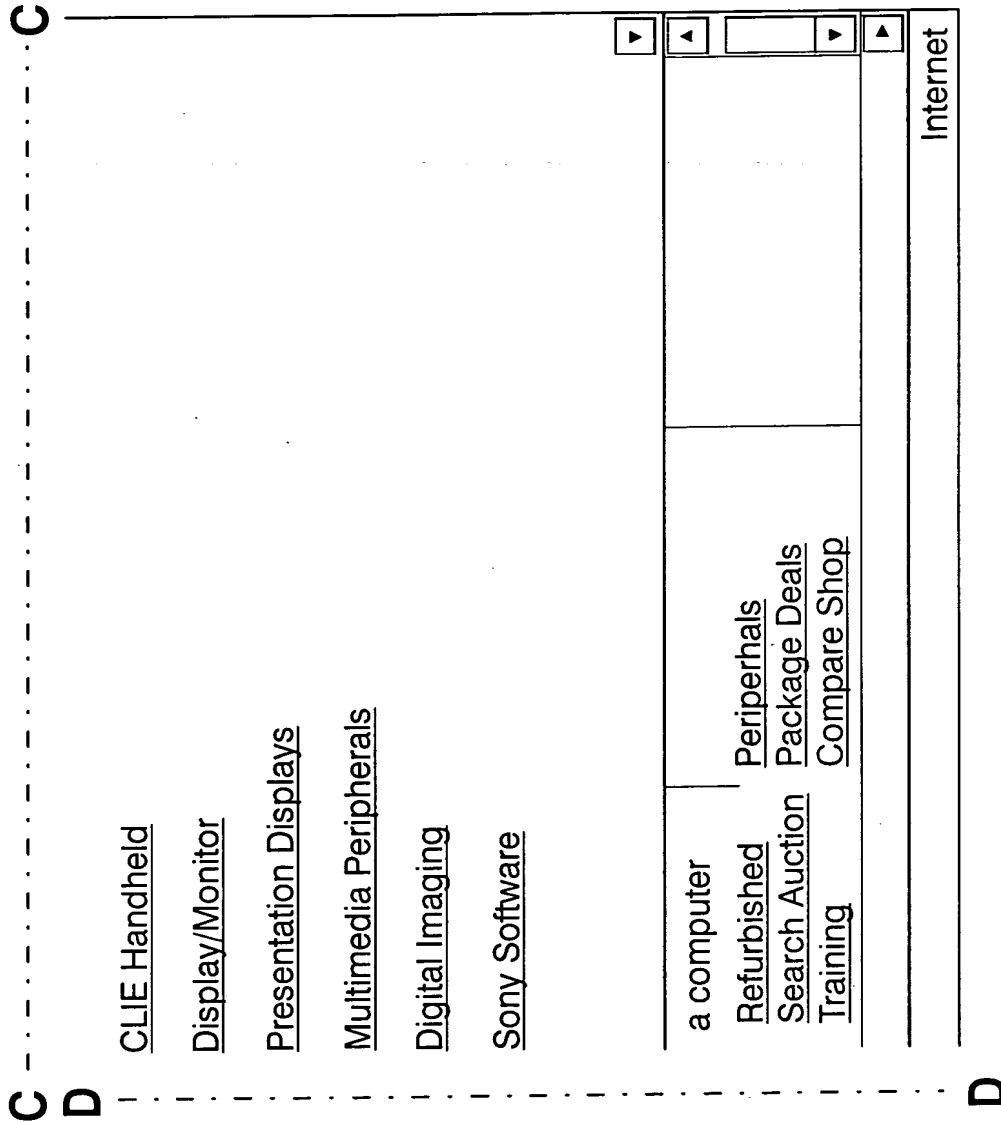 C C
D
CLIE Handheld
Display/Monitor
Presentation Displays
Multimedia Peripherals
Digital Imaging
Sony Software
a computer
Refurbished Periperhals
Search Auction Package Deals
Training Compare Shop
Internet
D